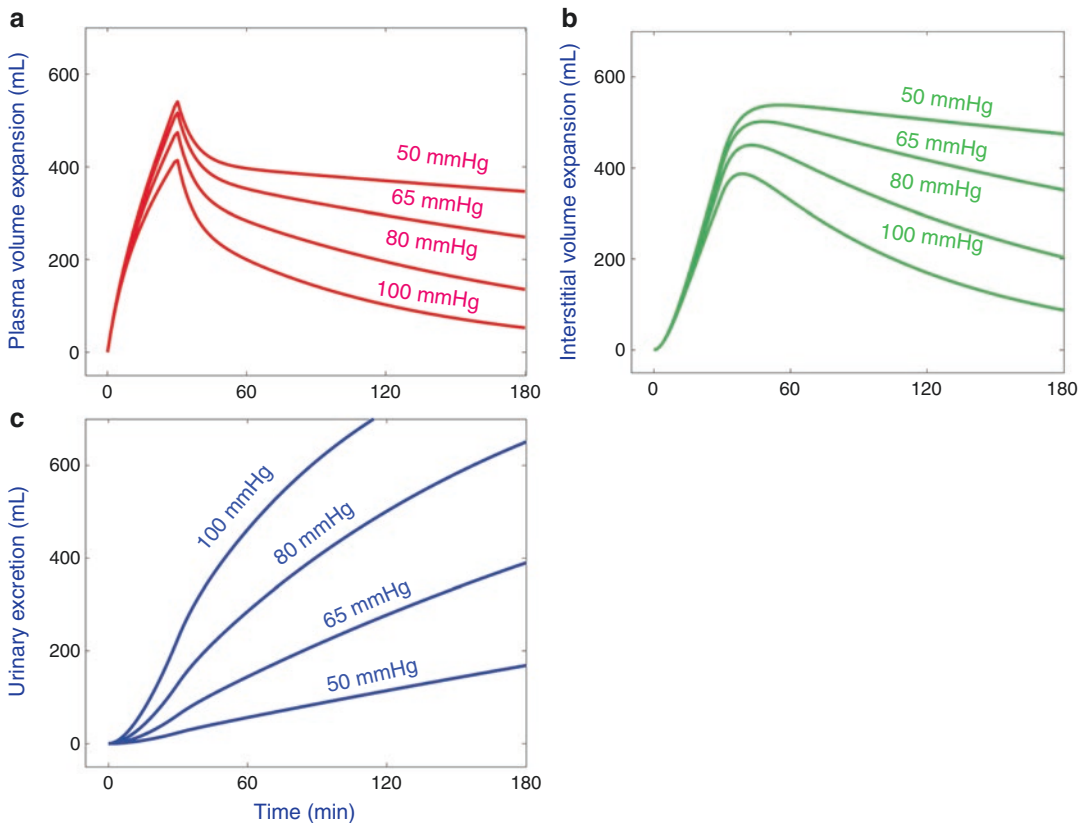 a
Plasma volume expansion (mL)
600
400
200
0
0
60
120
180
50 mmHg
65 mmHg
80 mmHg
100 mmHg
b
Interstitial volume expansion (mL)
600
400
200
0
0
60
120
180
50 mmHg
65 mmHg
80 mmHg
100 mmHg
c
Urinary excretion (mL)
600
400
200
0
0
60
120
180
100 mmHg
80 mmHg
65 mmHg
50 mmHg
Time (min)